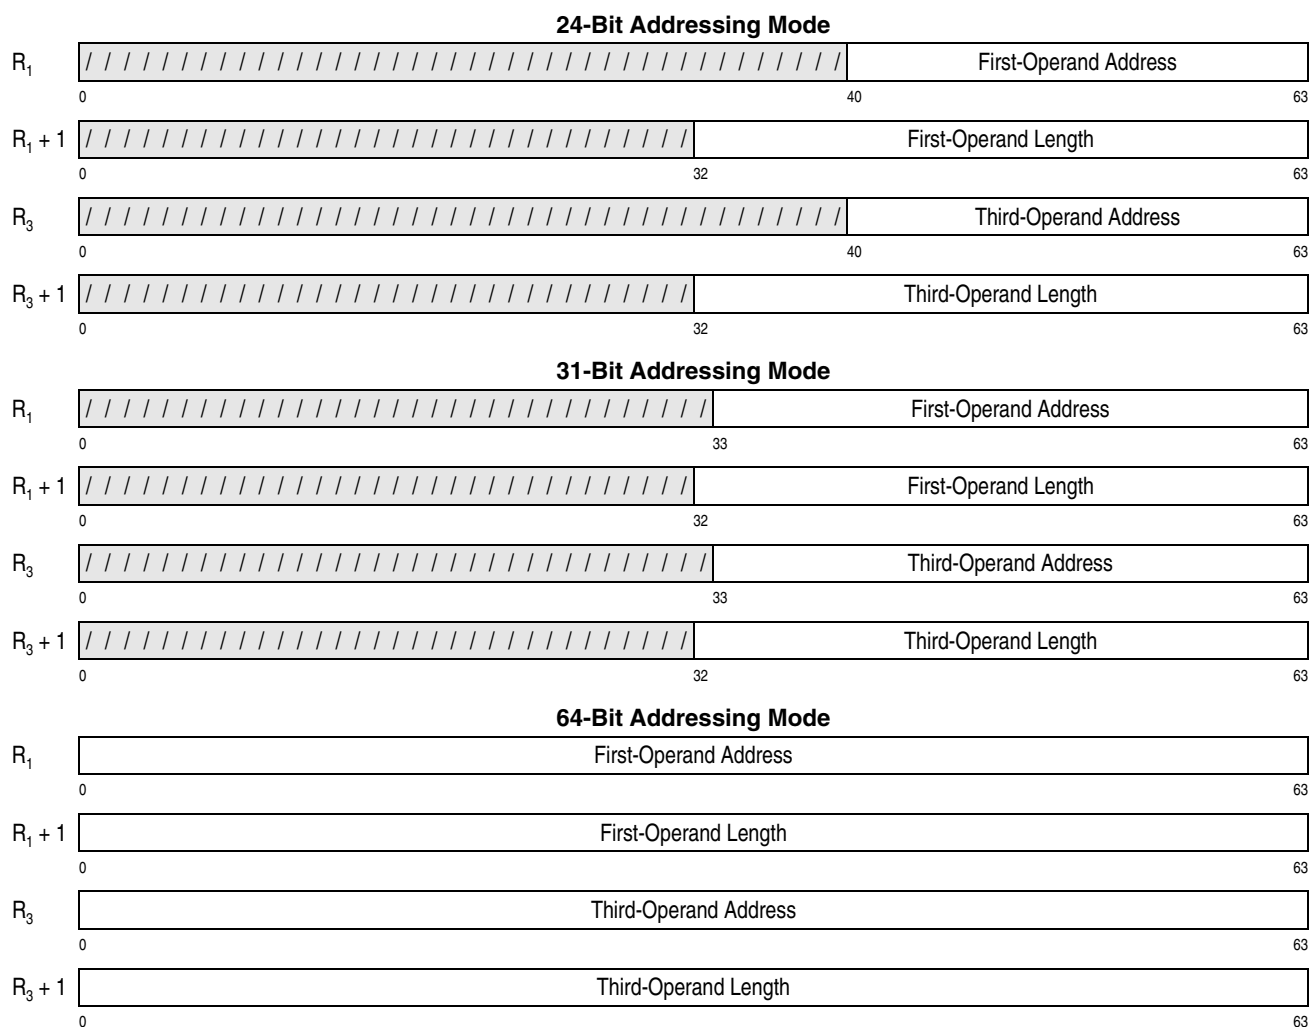 24-Bit Addressing Mode
R1 / / / / / / / / / / / / / / / / / / / / / / / / / / / / / / / / / / / / / / / / First-Operand Address
0 40 63
R1 + 1 / / / / / / / / / / / / / / / / / / / / / / / / / / / / / / / / First-Operand Length
0 32 63
R3 / / / / / / / / / / / / / / / / / / / / / / / / / / / / / / / / / / / / / / / / Third-Operand Address
0 40 63
R3 + 1 / / / / / / / / / / / / / / / / / / / / / / / / / / / / / / / / Third-Operand Length
0 32 63
31-Bit Addressing Mode
R1 / / / / / / / / / / / / / / / / / / / / / / / / / / / / / / / / / First-Operand Address
0 33 63
R1 + 1 / / / / / / / / / / / / / / / / / / / / / / / / / / / / / / / / First-Operand Length
0 32 63
R3 / / / / / / / / / / / / / / / / / / / / / / / / / / / / / / / / / Third-Operand Address
0 33 63
R3 + 1 / / / / / / / / / / / / / / / / / / / / / / / / / / / / / / / / Third-Operand Length
0 32 63
64-Bit Addressing Mode
R1 First-Operand Address
0 63
R1 + 1 First-Operand Length
0 63
R3 Third-Operand Address
0 63
R3 + 1 Third-Operand Length
0 63